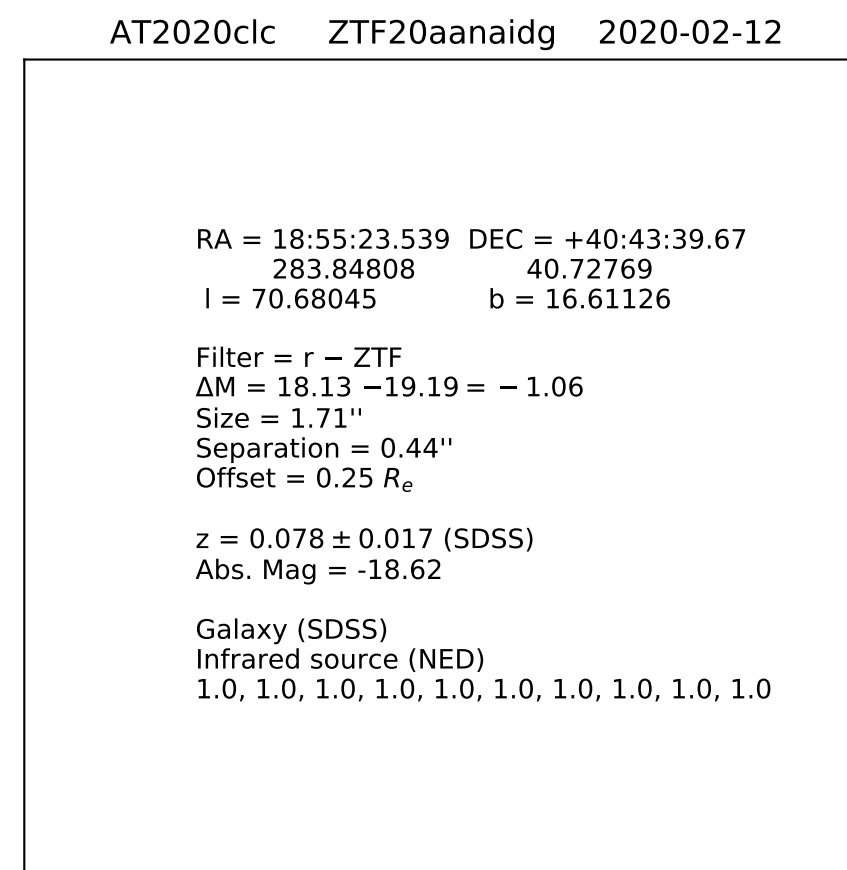 AT2020clc ZTF20aanaidg 2020-02-12
RA = 18:55:23.539 DEC = +40:43:39.67
283.84808 40.72769
l = 70.68045 b = 16.61126
Filter = r − ZTF
ΔM = 18.13 −19.19 = − 1.06
Size = 1.71''
Separation = 0.44''
Offset = 0.25 Rₑ
z = 0.078 ± 0.017 (SDSS)
Abs. Mag = -18.62
Galaxy (SDSS)
Infrared source (NED)
1.0, 1.0, 1.0, 1.0, 1.0, 1.0, 1.0, 1.0, 1.0, 1.0